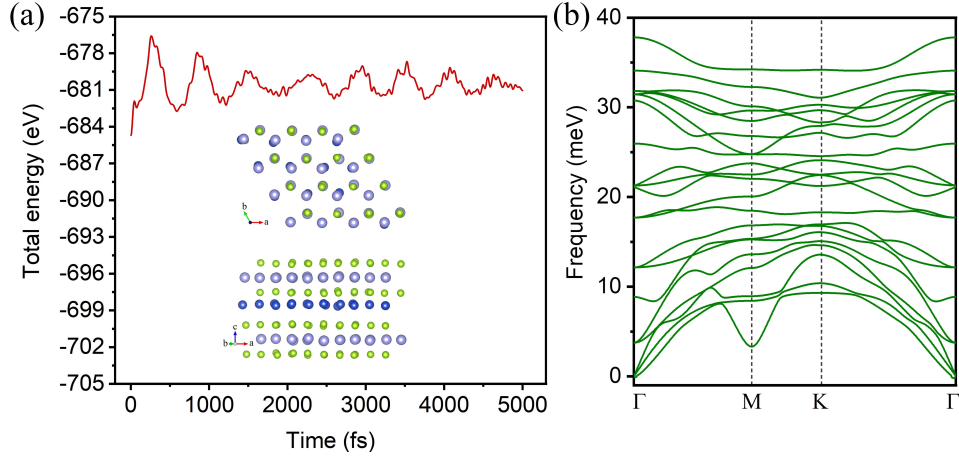 (a)
Total energy (eV)
-675
-678
-681
-684
-687
-690
-693
-696
-699
-702
-705
b
a
c
b
a
0
1000
2000
3000
4000
5000
Time (fs)
(b)
Frequency (meV)
40
30
20
10
0
Γ
M
K
Γ